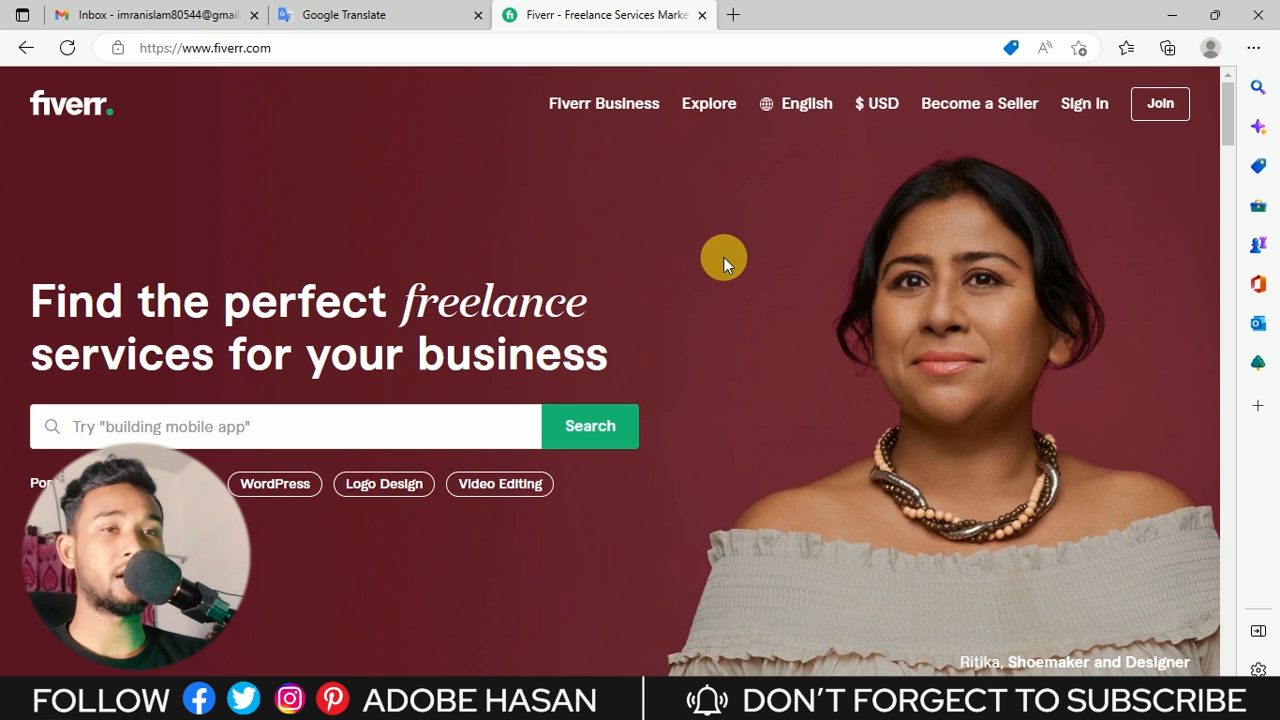 Inbox - imranislam80544@gmail
Google Translate
Fiverr - Freelance Services Marke
https://www.fiverr.com
fiverr.
Fiverr Business
Explore
English
$ USD
Become a Seller
Sign In
Join
Find the perfect freelance
services for your business
Try "building mobile app"
Search
WordPress
Logo Design
Video Editing
Ritika, Shoemaker and Designer
FOLLOW
ADOBE HASAN
DON'T FORGECT TO SUBSCRIBE